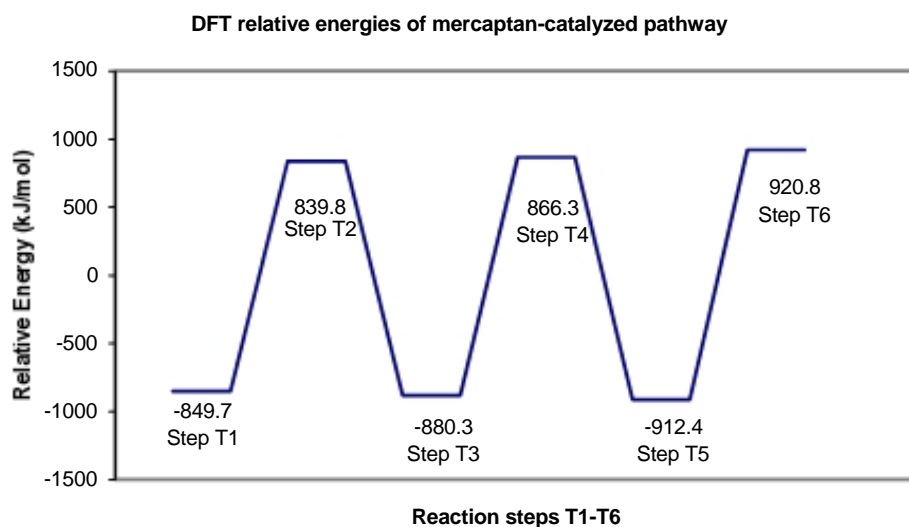 DFT relative energies of mercaptan-catalyzed pathway
1500
1000
500
0
-500
-1000
-1500
Relative Energy (kJ/mol)
-849.7
Step T1
839.8
Step T2
-880.3
Step T3
866.3
Step T4
-912.4
Step T5
920.8
Step T6
Reaction steps T1-T6